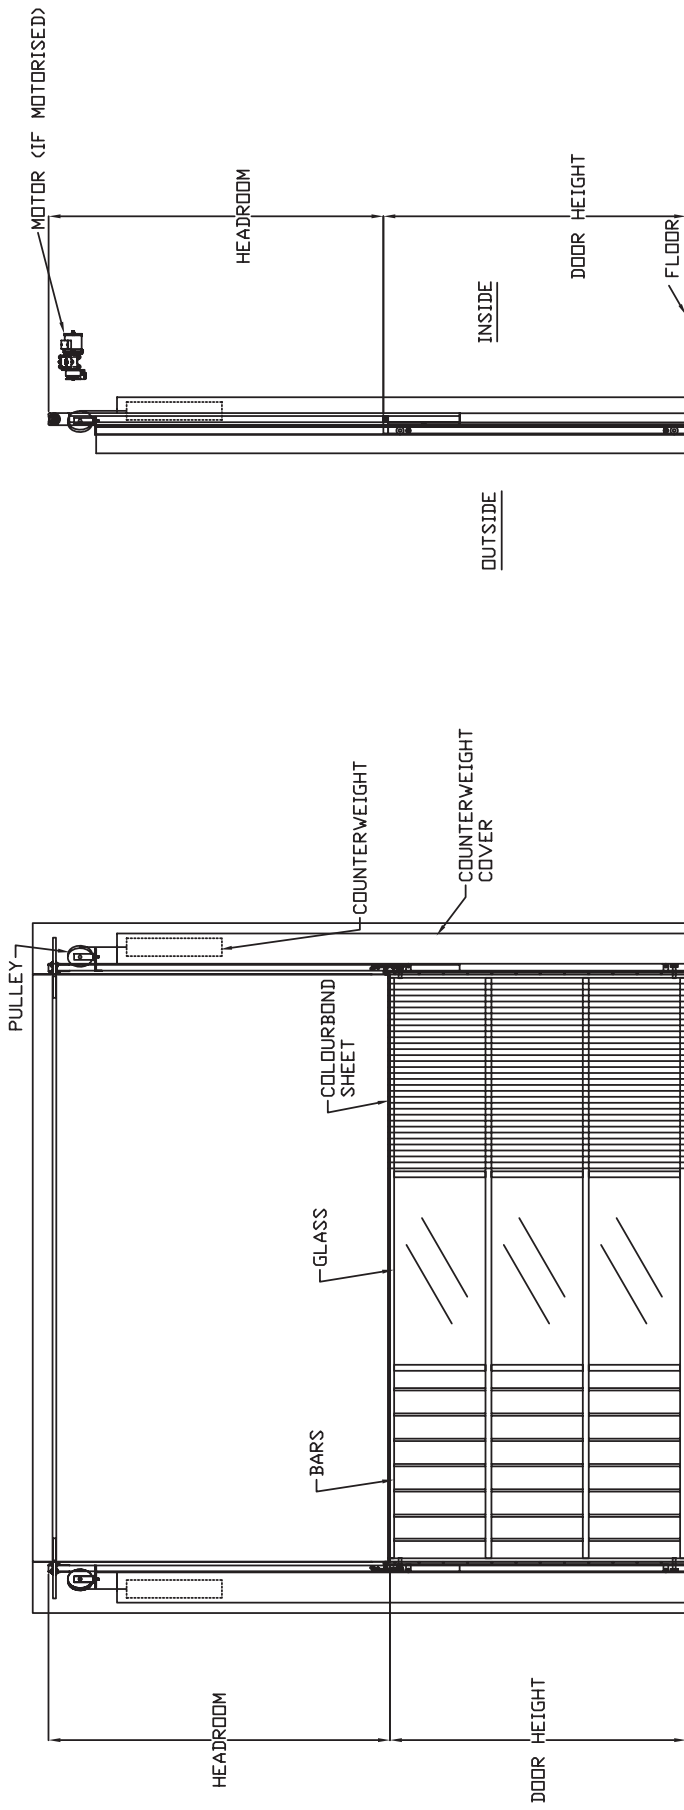 HEADROOM
DOOR HEIGHT
BARS
GLASS
COLOURBOND
SHEET
PULLEY
COUNTERWEIGHT
COUNTERWEIGHT
COVER
OUTSIDE
INSIDE
MOTOR (IF MOTORISED)
HEADROOM
DOOR HEIGHT
FLOOR